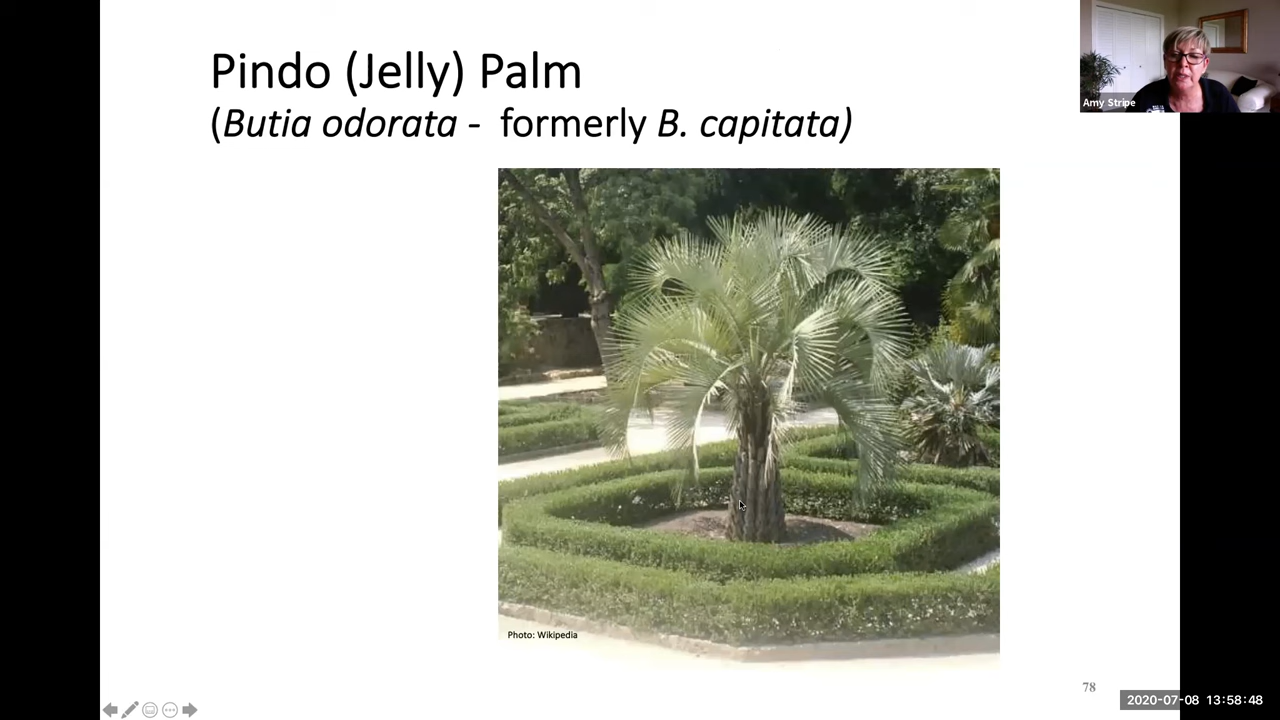 Pindo (Jelly) Palm
(Butia odorata - formerly B. capitata)
Amy Stripe
Photo: Wikipedia
78
2020-07-08 13:58:48